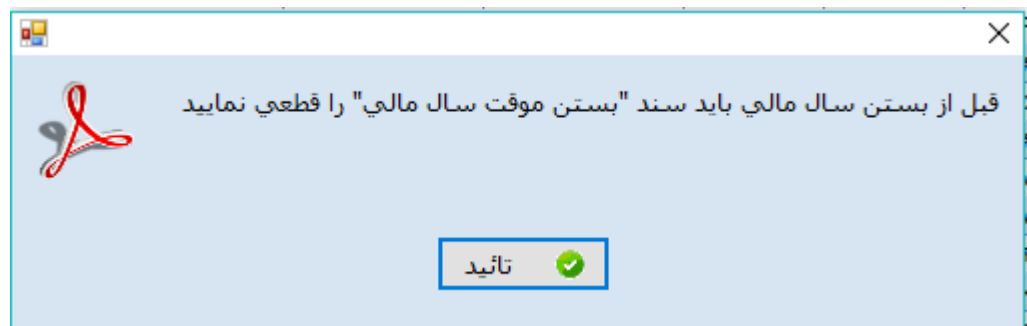 قبل از بستن سال مالي بايد سند "بستن موقت سال مالي" را قطعي نماييد
تائيد